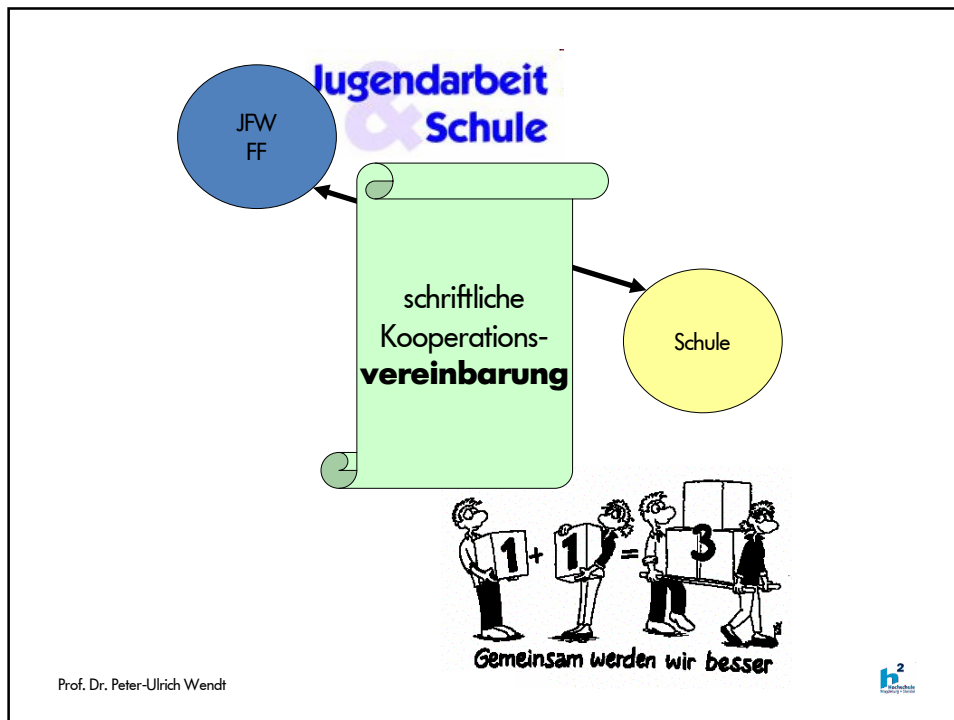 Jugendarbeit
& Schule
JFW
FF
schriftliche
Kooperations-
vereinbarung
Schule
1 + 1 = 3
Gemeinsam werden wir besser
Prof. Dr. Peter-Ulrich Wendt
h²
Hochschule